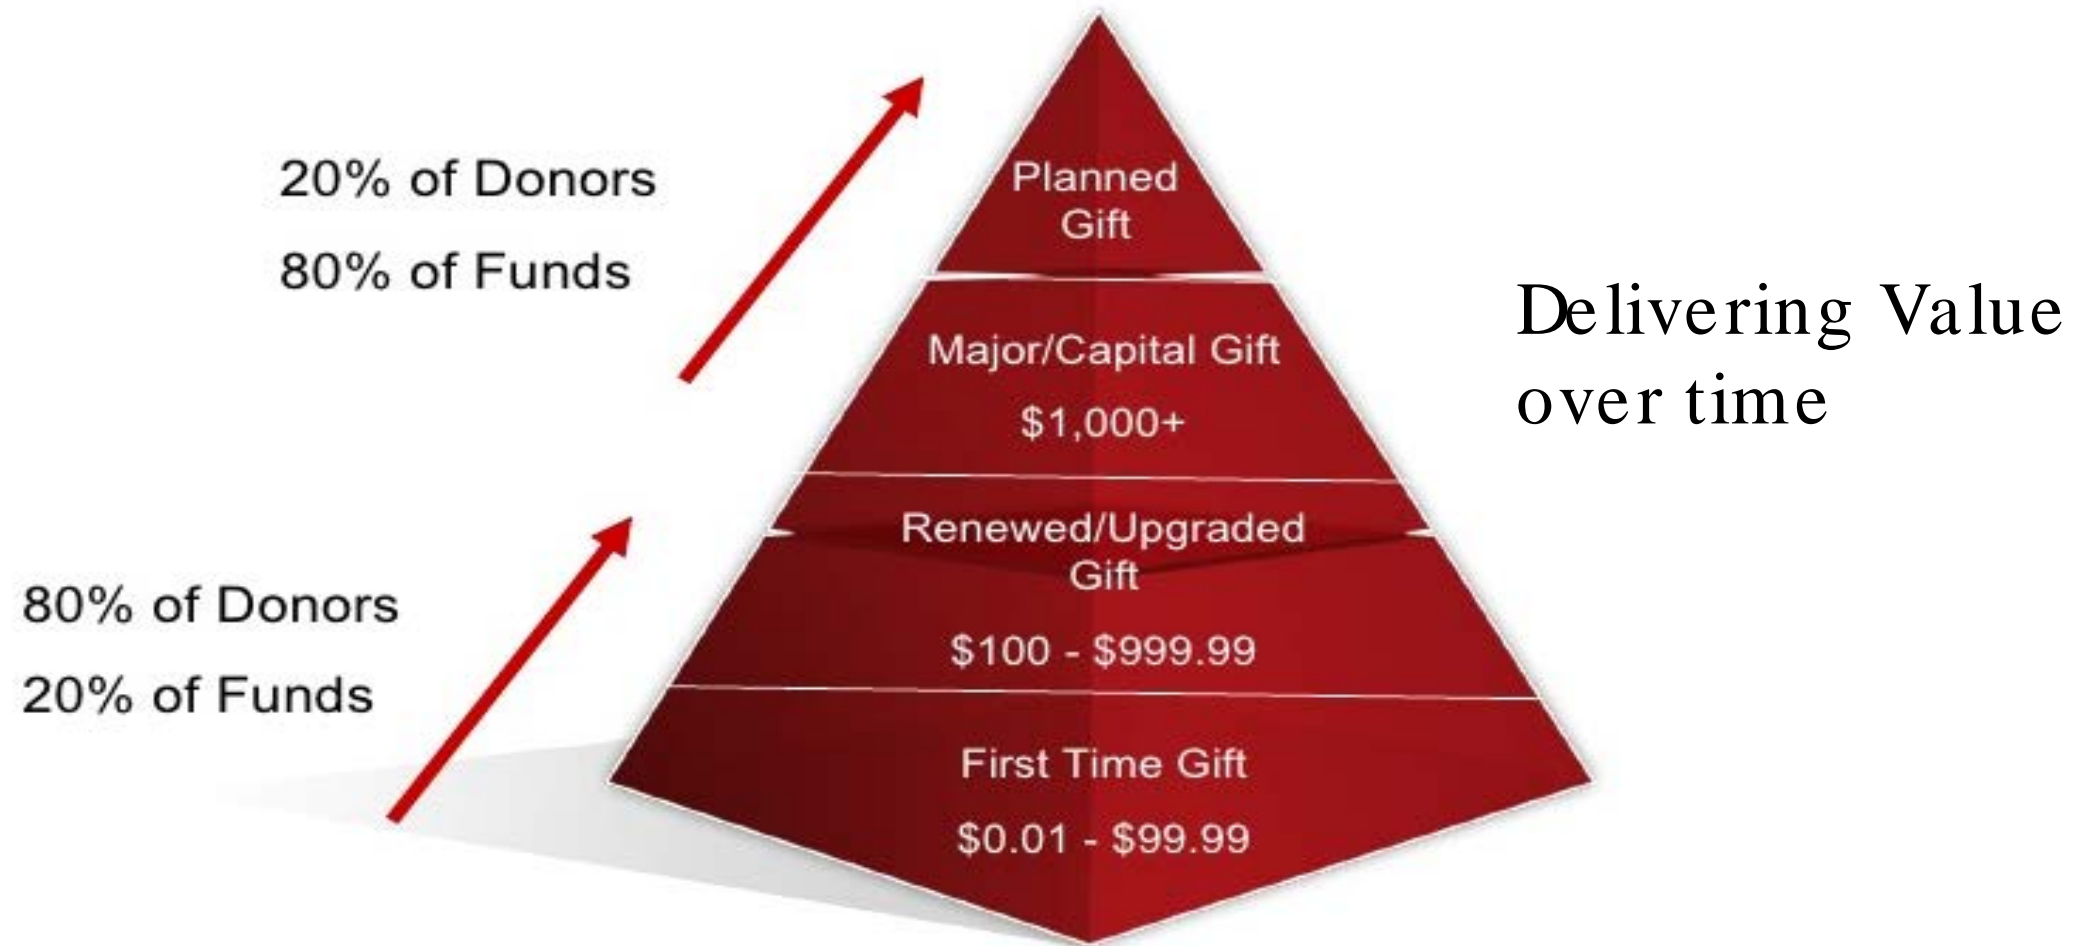 20% of Donors
80% of Funds
80% of Donors
20% of Funds
Planned
Gift
Major/Capital Gift
$1,000+
Renewed/Upgraded
Gift
$100 - $999.99
First Time Gift
$0.01 - $99.99
Delivering Value
over time